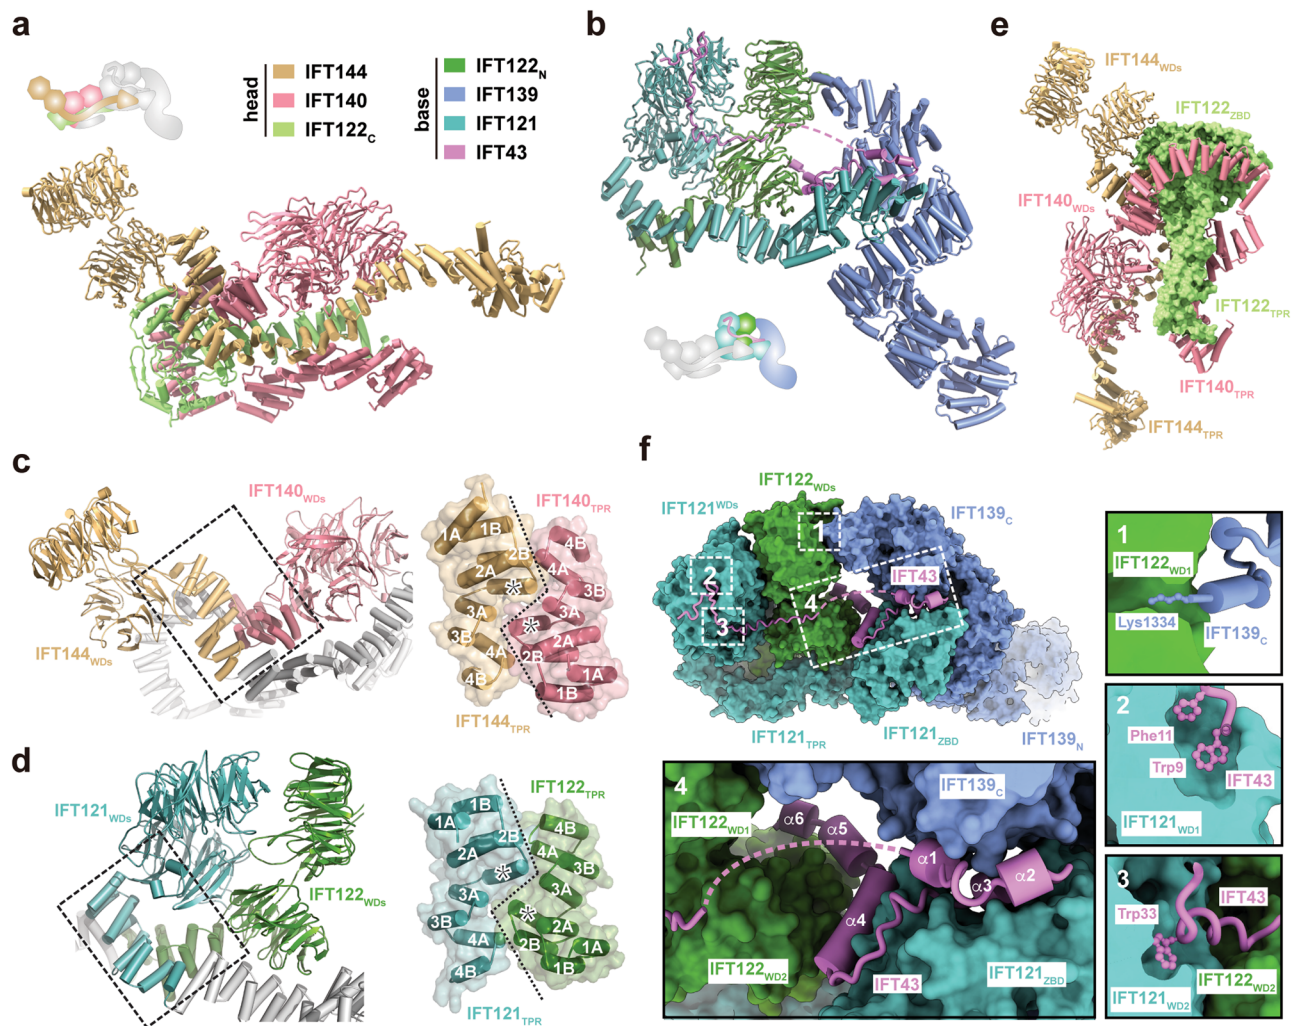 a
head
IFT144
IFT140
IFT122C
base
IFT122N
IFT139
IFT121
IFT43
b
e
IFT144WDs
IFT122ZBD
IFT140WDs
IFT122TPR
IFT140TPR
IFT144TPR
c
IFT140WDs
IFT144WDs
IFT140TPR
1A
1B
2B
2A
*
3A
3B
4A
4B
4B
4A
3B
3A
*
2A
2B
1A
1B
IFT144TPR
d
IFT121WDs
IFT122WDs
IFT122TPR
1A
1B
2B
2A
*
3A
3B
4A
4B
4B
4A
3B
3A
*
2A
2B
1A
1B
IFT121TPR
f
IFT122WDs
IFT121WDs
IFT139C
1
2
3
4
IFT43
IFT121TPR
IFT121ZBD
IFT139N
1
IFT122WD1
Lys1334
IFT139C
2
Phe11
Trp9
IFT43
IFT121WD1
3
IFT43
Trp33
IFT122WD2
IFT121WD2
4
IFT139C
IFT122WD1
α6
α5
α1
α3
α2
α4
IFT122WD2
IFT43
IFT121ZBD